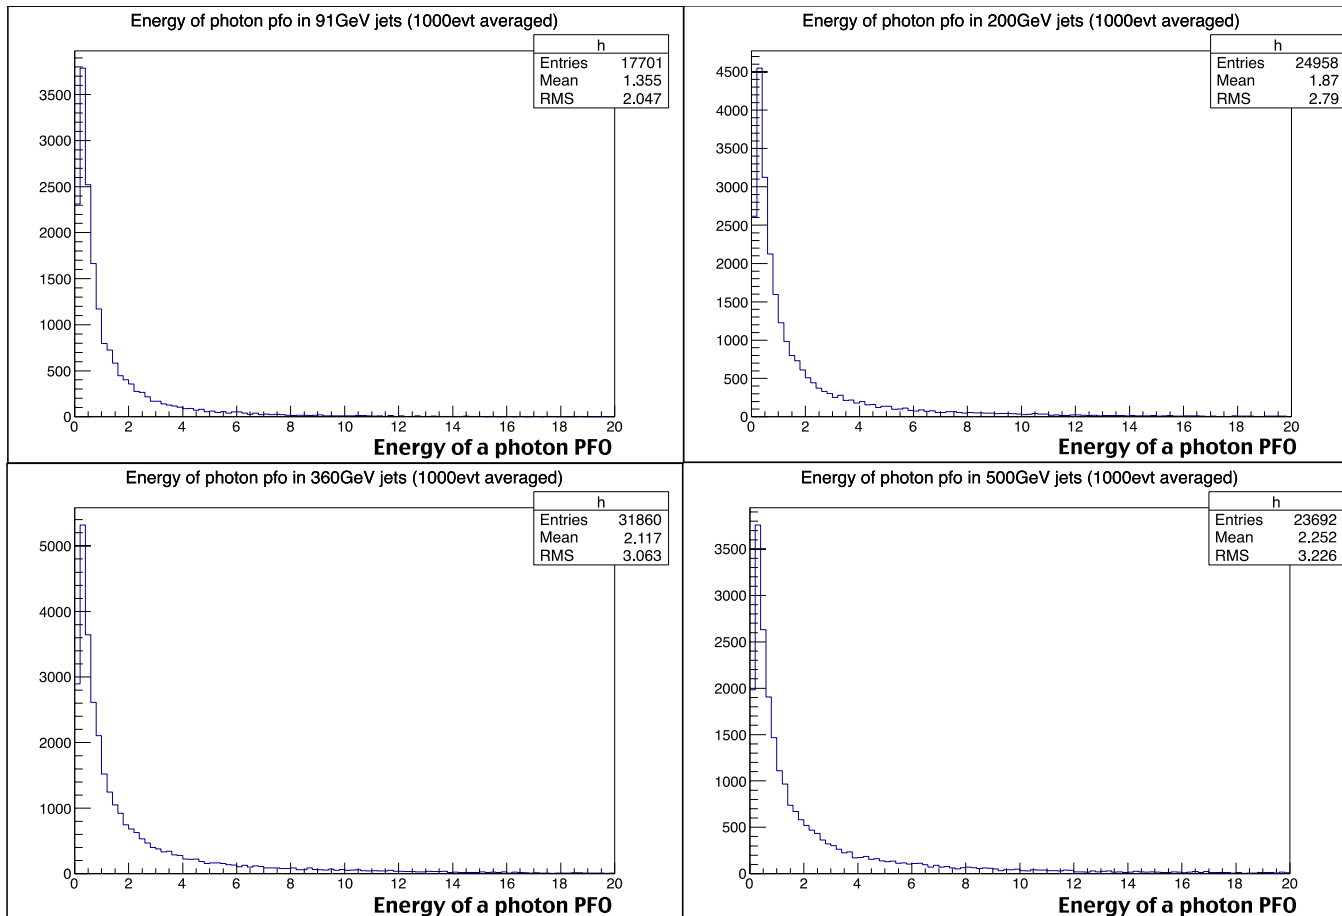 Energy of photon pfo in 91GeV jets (1000evt averaged)
h
Entries 17701
Mean 1.355
RMS 2.047
3500
3000
2500
2000
1500
1000
500
0
0 2 4 6 8 10 12 14 16 18 20
Energy of a photon PFO
Energy of photon pfo in 200GeV jets (1000evt averaged)
h
Entries 24958
Mean 1.87
RMS 2.79
4500
4000
3500
3000
2500
2000
1500
1000
500
0
0 2 4 6 8 10 12 14 16 18 20
Energy of a photon PFO
Energy of photon pfo in 360GeV jets (1000evt averaged)
h
Entries 31860
Mean 2.117
RMS 3.063
5000
4000
3000
2000
1000
0
0 2 4 6 8 10 12 14 16 18 20
Energy of a photon PFO
Energy of photon pfo in 500GeV jets (1000evt averaged)
h
Entries 23692
Mean 2.252
RMS 3.226
3500
3000
2500
2000
1500
1000
500
0
0 2 4 6 8 10 12 14 16 18 20
Energy of a photon PFO